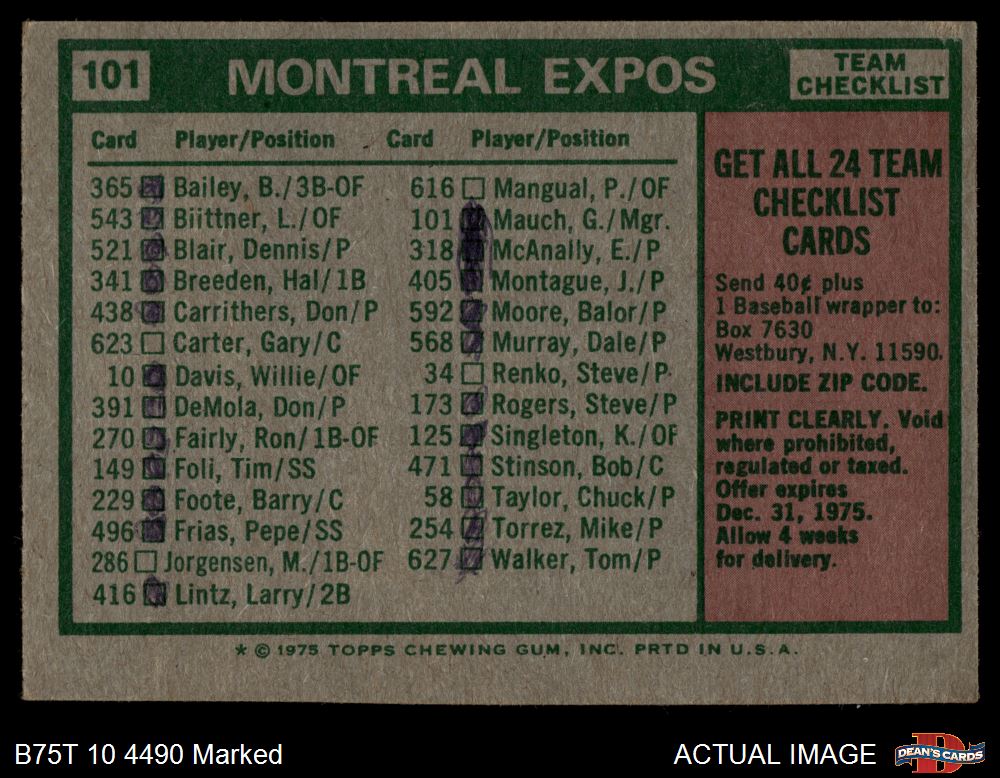 101
MONTREAL EXPOS
TEAM CHECKLIST
Card Player/Position Card Player/Position
365 Bailey, B./3B-OF
543 Biittner, L./OF
521 Blair, Dennis/P
341 Breeden, Hal/1B
438 Carrithers, Don/P
623 Carter, Gary/C
10 Davis, Willie/OF
391 DeMola, Don/P
270 Fairly, Ron/1B-OF
149 Foli, Tim/SS
229 Foote, Barry/C
496 Frias, Pepe/SS
286 Jorgensen, M./1B-OF
416 Lintz, Larry/2B
616 Mangual, P./OF
101 Mauch, G./Mgr.
318 McAnally, E./P
405 Montague, J./P
592 Moore, Balor/P
568 Murray, Dale/P
34 Renko, Steve/P
173 Rogers, Steve/P
125 Singleton, K./OF
471 Stinson, Bob/C
58 Taylor, Chuck/P
254 Torrez, Mike/P
627 Walker, Tom/P
GET ALL 24 TEAM
CHECKLIST
CARDS
Send 40¢ plus
1 Baseball wrapper to:
Box 7630
Westbury, N.Y. 11590.
INCLUDE ZIP CODE.
PRINT CLEARLY. Void
where prohibited,
regulated or taxed.
Offer expires
Dec. 31, 1975.
Allow 4 weeks
for delivery.
* © 1975 TOPPS CHEWING GUM, INC. PRTD IN U.S.A.
B75T 10 4490 Marked
ACTUAL IMAGE
DEAN'S CARDS